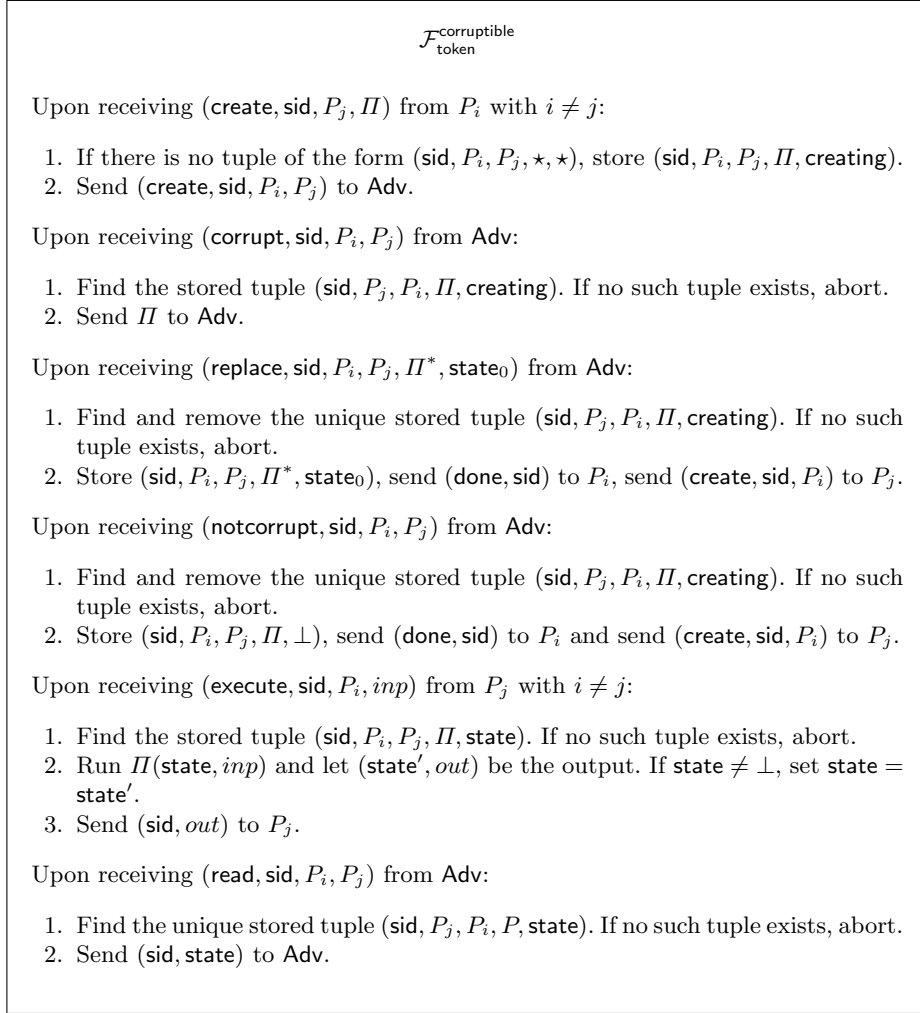 𝓕^corruptible_token
Upon receiving (create, sid, P_j, Π) from P_i with i ≠ j:
1. If there is no tuple of the form (sid, P_i, P_j, ⋆, ⋆), store (sid, P_i, P_j, Π, creating).
2. Send (create, sid, P_i, P_j) to Adv.
Upon receiving (corrupt, sid, P_i, P_j) from Adv:
1. Find the stored tuple (sid, P_j, P_i, Π, creating). If no such tuple exists, abort.
2. Send Π to Adv.
Upon receiving (replace, sid, P_i, P_j, Π*, state_0) from Adv:
1. Find and remove the unique stored tuple (sid, P_j, P_i, Π, creating). If no such
tuple exists, abort.
2. Store (sid, P_i, P_j, Π*, state_0), send (done, sid) to P_i, send (create, sid, P_i) to P_j.
Upon receiving (notcorrupt, sid, P_i, P_j) from Adv:
1. Find and remove the unique stored tuple (sid, P_j, P_i, Π, creating). If no such
tuple exists, abort.
2. Store (sid, P_i, P_j, Π, ⊥), send (done, sid) to P_i and send (create, sid, P_i) to P_j.
Upon receiving (execute, sid, P_i, inp) from P_j with i ≠ j:
1. Find the stored tuple (sid, P_i, P_j, Π, state). If no such tuple exists, abort.
2. Run Π(state, inp) and let (state′, out) be the output. If state ≠ ⊥, set state =
state′.
3. Send (sid, out) to P_j.
Upon receiving (read, sid, P_i, P_j) from Adv:
1. Find the unique stored tuple (sid, P_j, P_i, P, state). If no such tuple exists, abort.
2. Send (sid, state) to Adv.